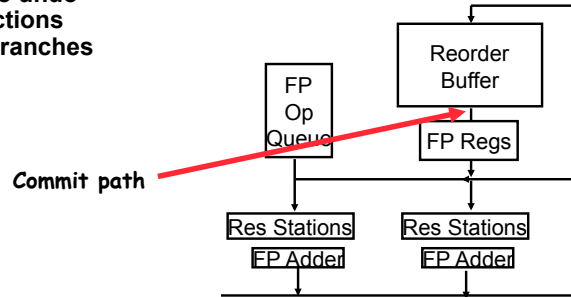 ctions
ranches
Reorder
Buffer
FP
Op
Queue
FP Regs
Commit path
Res Stations
Res Stations
FP Adder
FP Adder